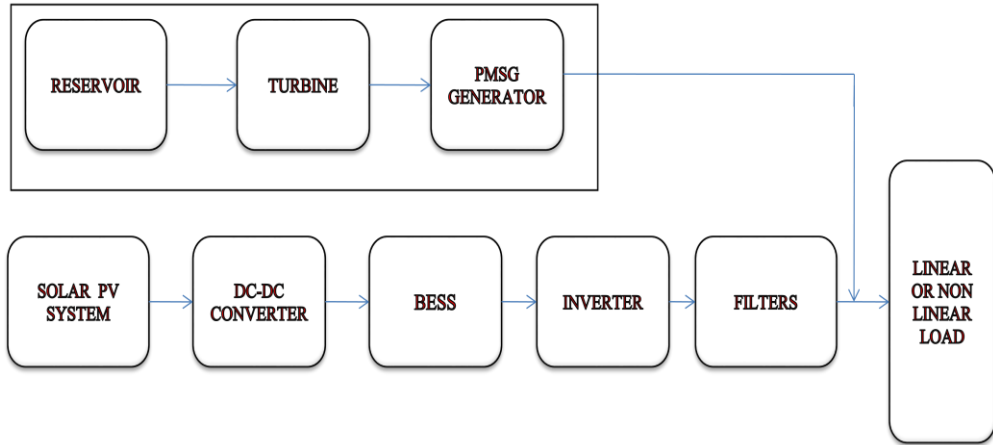 RESERVOIR
TURBINE
PMSG
GENERATOR
SOLAR PV
SYSTEM
DC-DC
CONVERTER
BESS
INVERTER
FILTERS
LINEAR
OR NON
LINEAR
LOAD